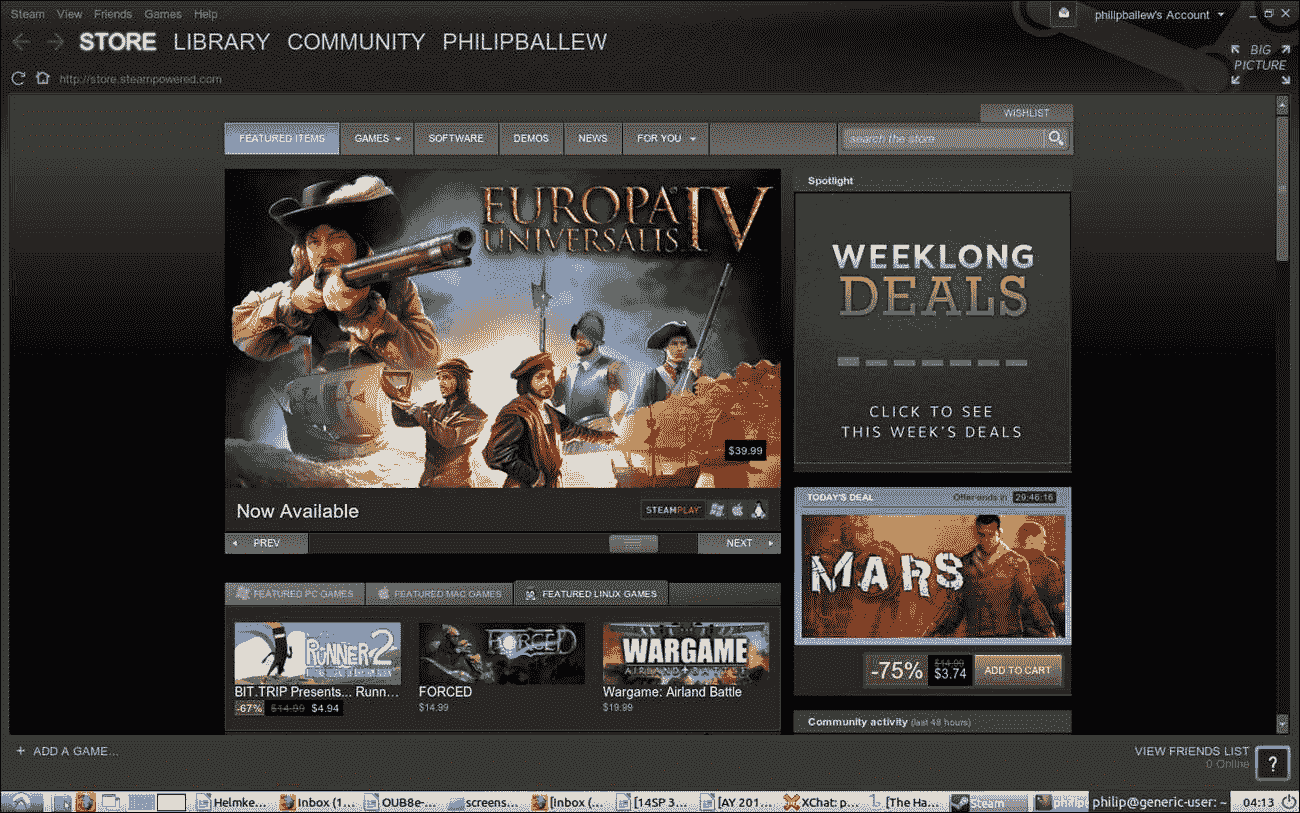 Steam View Friends Games Help
philipballew's Account
STORE LIBRARY COMMUNITY PHILIPBALLEW
BIG
PICTURE
http://store.steampowered.com
WISHLIST
FEATURED ITEMS GAMES SOFTWARE DEMOS NEWS FOR YOU search the store
EUROPA
UNIVERSALIS IV
$39.99
Now Available
STEAMPLAY
PREV NEXT
Spotlight
WEEKLONG
DEALS
CLICK TO SEE
THIS WEEK'S DEALS
TODAY'S DEAL Offer ends in 29:46:16
MARS
-75% $14.99 $3.74 ADD TO CART
FEATURED PC GAMES FEATURED MAC GAMES FEATURED LINUX GAMES
RUNNER2
FORCED
WARGAME
AIRLAND BATTLE
BIT.TRIP Presents... Runn...
-67% $14.99 $4.94
FORCED
$14.99
Wargame: Airland Battle
$19.99
Community activity (last 48 hours)
+ ADD A GAME...
VIEW FRIENDS LIST
0 Online
?
Helmke... Inbox (1... OUB8e-... screens... [Inbox (... [14SP 3... [AY 201... XChat: p... [The Ha... Steam philip philip@generic-user: ~ 04:13